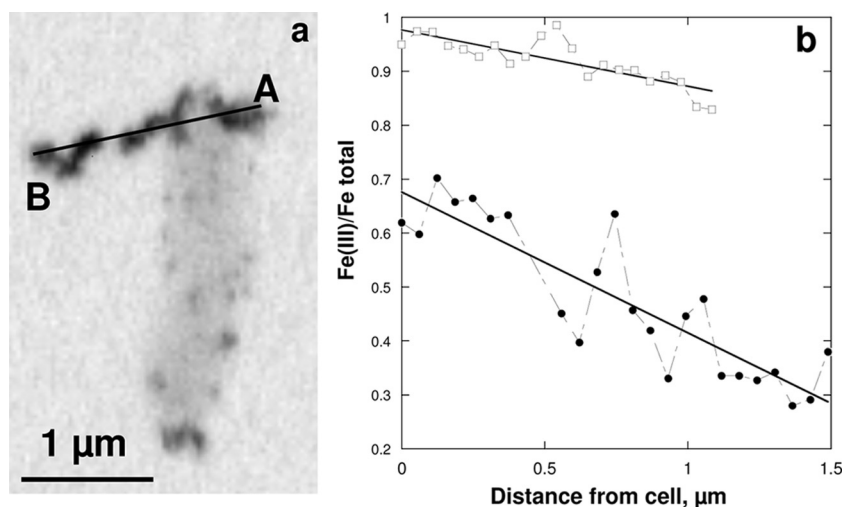 a
A
B
1 µm
b
Fe(III)/Fe total
1
0.9
0.8
0.7
0.6
0.5
0.4
0.3
0.2
0
0.5
1
1.5
Distance from cell, µm